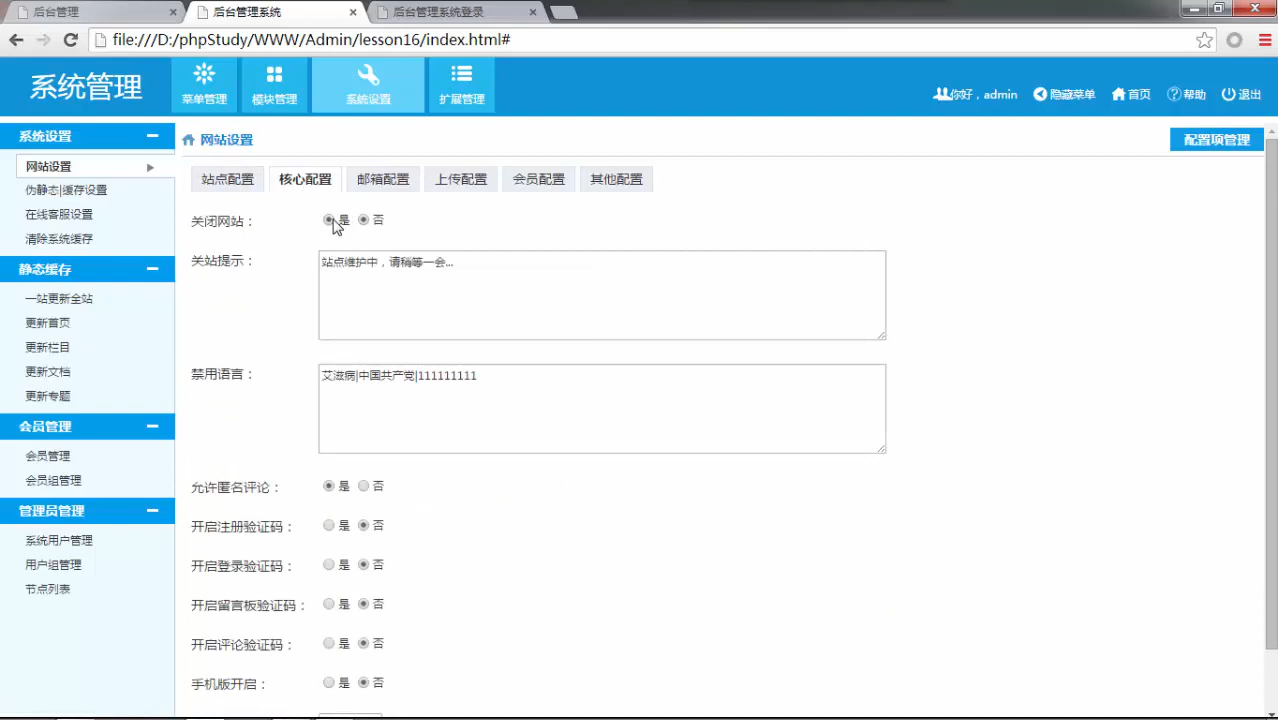 后台管理
后台管理系统
后台管理系统登录
file:///D:/phpStudy/WWW/Admin/lesson16/index.html#
系统管理
菜单管理
模块管理
系统设置
扩展管理
你好，admin
隐藏菜单
首页
帮助
退出
系统设置
网站设置
伪静态|缓存设置
在线客服设置
清除系统缓存
静态缓存
一站更新全站
更新首页
更新栏目
更新文档
更新专题
会员管理
会员管理
会员组管理
管理员管理
系统用户管理
用户组管理
节点列表
网站设置
配置项管理
站点配置 核心配置 邮箱配置 上传配置 会员配置 其他配置
关闭网站： 是 否
关站提示： 站点维护中，请稍等一会...
禁用语言： 艾滋病|中国共产党|111111111
允许匿名评论： 是 否
开启注册验证码： 是 否
开启登录验证码： 是 否
开启留言板验证码： 是 否
开启评论验证码： 是 否
手机版开启： 是 否